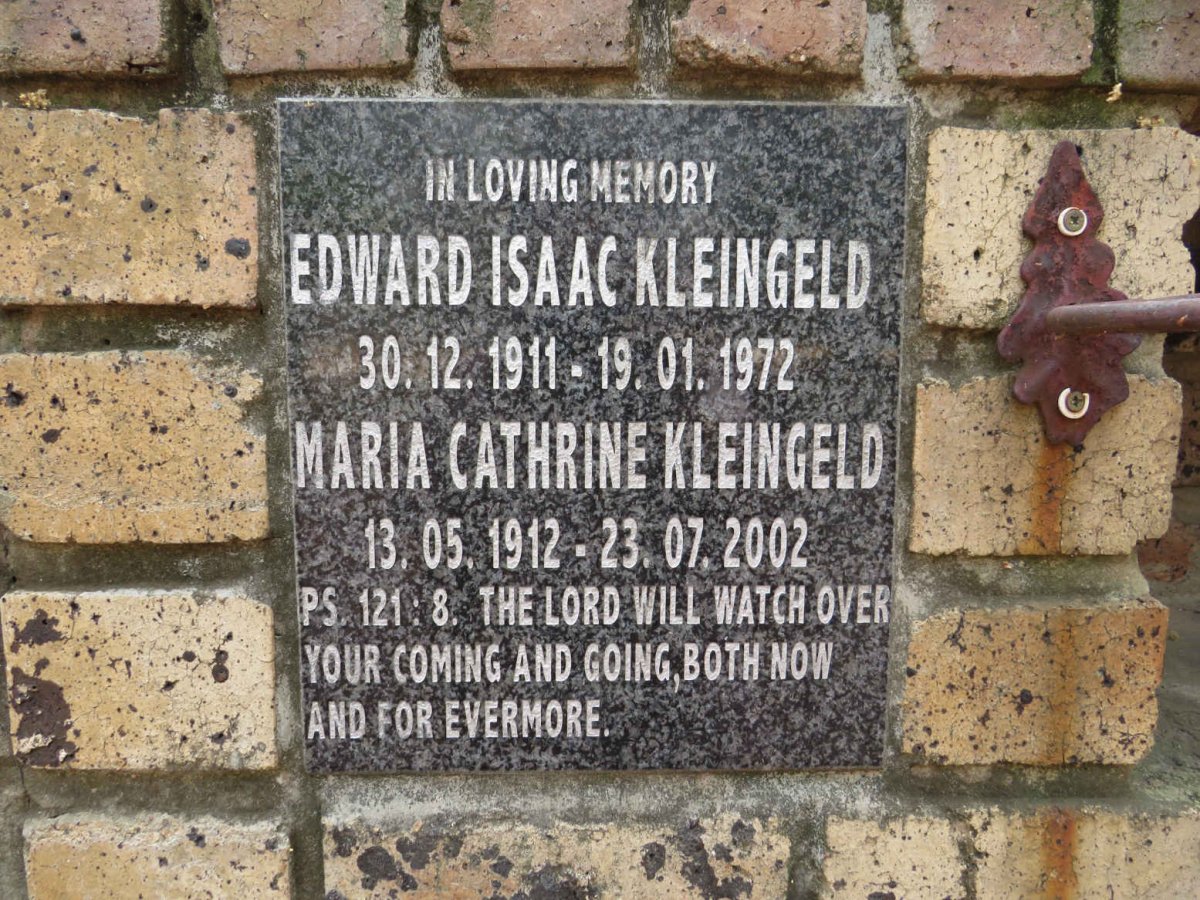 IN LOVING MEMORY
EDWARD ISAAC KLEINGELD
30. 12. 1911 - 19. 01. 1972
MARIA CATHRINE KLEINGELD
13. 05. 1912 - 23. 07. 2002
PS. 121 : 8. THE LORD WILL WATCH OVER
YOUR COMING AND GOING, BOTH NOW
AND FOR EVERMORE.